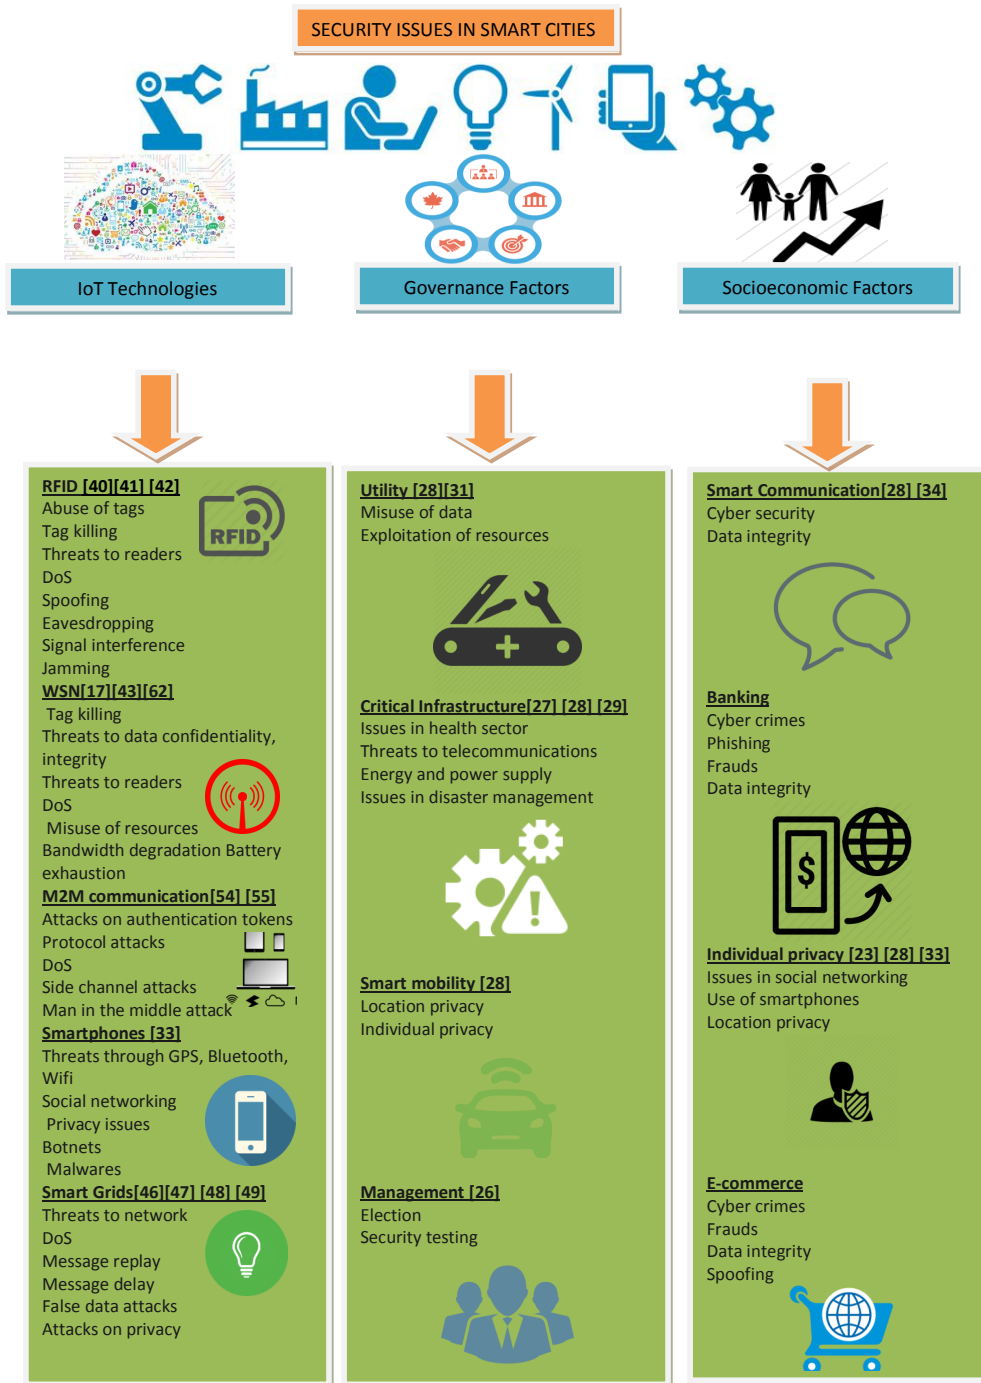 SECURITY ISSUES IN SMART CITIES
IoT Technologies
Governance Factors
Socioeconomic Factors
RFID [40][41] [42]
Abuse of tags
Tag killing
Threats to readers
DoS
Spoofing
Eavesdropping
Signal interference
Jamming
RFID
WSN[17][43][62]
Tag killing
Threats to data confidentiality,
integrity
Threats to readers
DoS
Misuse of resources
Bandwidth degradation Battery
exhaustion
M2M communication[54] [55]
Attacks on authentication tokens
Protocol attacks
DoS
Side channel attacks
Man in the middle attack
Smartphones [33]
Threats through GPS, Bluetooth,
Wifi
Social networking
Privacy issues
Botnets
Malwares
Smart Grids[46][47] [48] [49]
Threats to network
DoS
Message replay
Message delay
False data attacks
Attacks on privacy
Utility [28][31]
Misuse of data
Exploitation of resources
Critical Infrastructure[27] [28] [29]
Issues in health sector
Threats to telecommunications
Energy and power supply
Issues in disaster management
Smart mobility [28]
Location privacy
Individual privacy
Management [26]
Election
Security testing
Smart Communication[28] [34]
Cyber security
Data integrity
Banking
Cyber crimes
Phishing
Frauds
Data integrity
$
Individual privacy [23] [28] [33]
Issues in social networking
Use of smartphones
Location privacy
E-commerce
Cyber crimes
Frauds
Data integrity
Spoofing